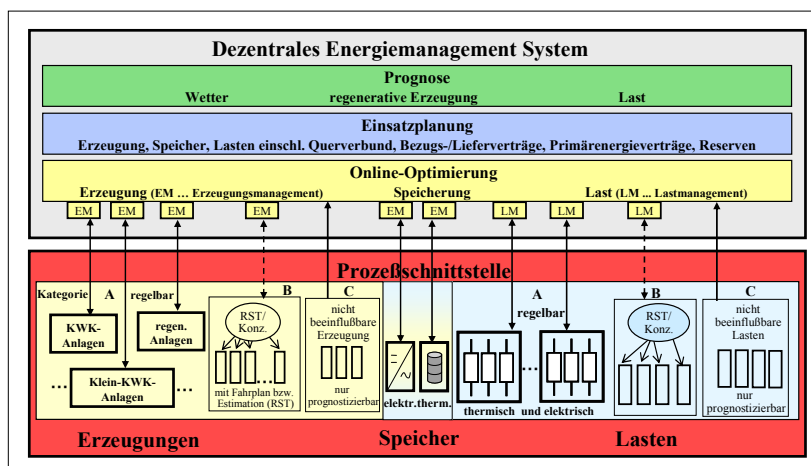 Dezentrales Energiemanagement System
Prognose
Wetter regenerative Erzeugung Last
Einsatzplanung
Erzeugung, Speicher, Lasten einschl. Querverbund, Bezugs-/Lieferverträge, Primärenergieverträge, Reserven
Online-Optimierung
Erzeugung (EM … Erzeugungsmanagement) Speicherung Last (LM ... Lastmanagement)
EM EM EM EM EM EM LM LM LM
Prozeßschnittstelle
Kategorie A regelbar B C A regelbar B C
KWK-
Anlagen
regen.
Anlagen
… Klein-KWK-
Anlagen …
RST/
Konz.
…
mit Fahrplan bzw.
Estimation (RST)
nicht
beeinflußbare
Erzeugung
nur
prognostizierbar
elektr. therm.
…
thermisch und elektrisch
RST/
Konz.
nicht
beeinflußbare
Lasten
nur
prognostizierbar
Erzeugungen Speicher Lasten